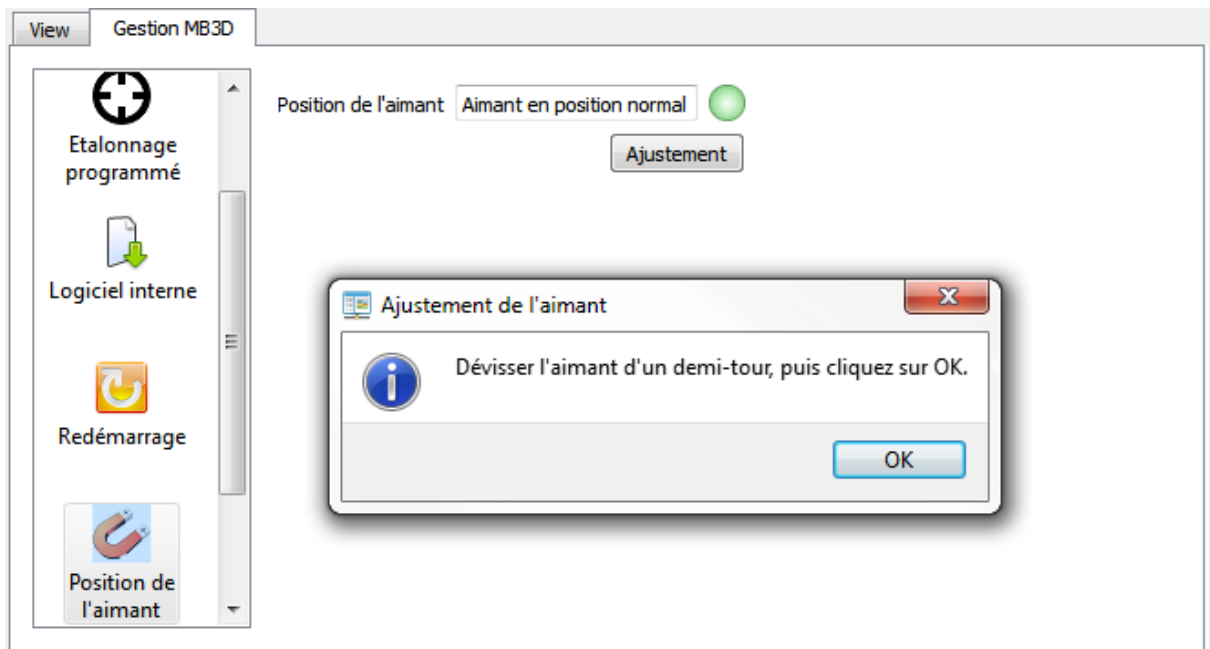 View
Gestion MB3D
Etalonnage
programmé
Logiciel interne
Redémarrage
Position de
l'aimant
Position de l'aimant
Aimant en position normal
Ajustement
Ajustement de l'aimant
Dévisser l'aimant d'un demi-tour, puis cliquez sur OK.
OK